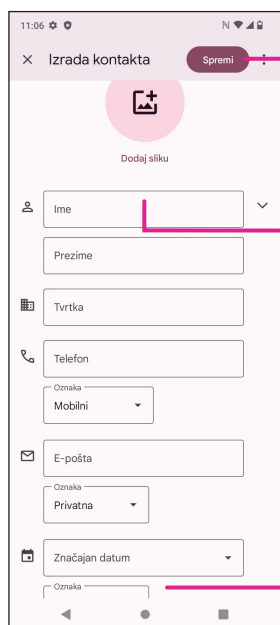 11:06
Izrada kontakta Spremi
Dodaj sliku
Ime
Prezime
Tvrtka
Telefon
Oznaka
Mobilni
E-pošta
Oznaka
Privatna
Značajan datum
Oznaka